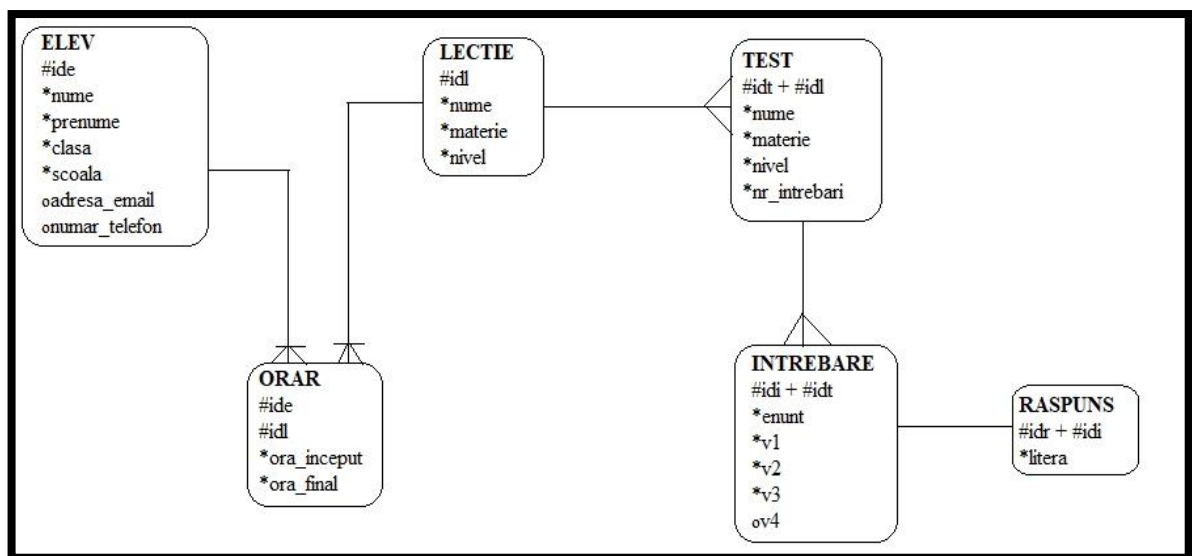 ELEV
#ide
*nume
*prenume
*clasa
*scoala
oadresa_email
onumar_telefon
LECTIE
#idl
*nume
*materie
*nivel
TEST
#idt + #idl
*nume
*materie
*nivel
*nr_intrebari
ORAR
#ide
#idl
*ora_inceput
*ora_final
INTREBARE
#idi + #idt
*enunt
*v1
*v2
*v3
ov4
RASPUNS
#idr + #idi
*litera